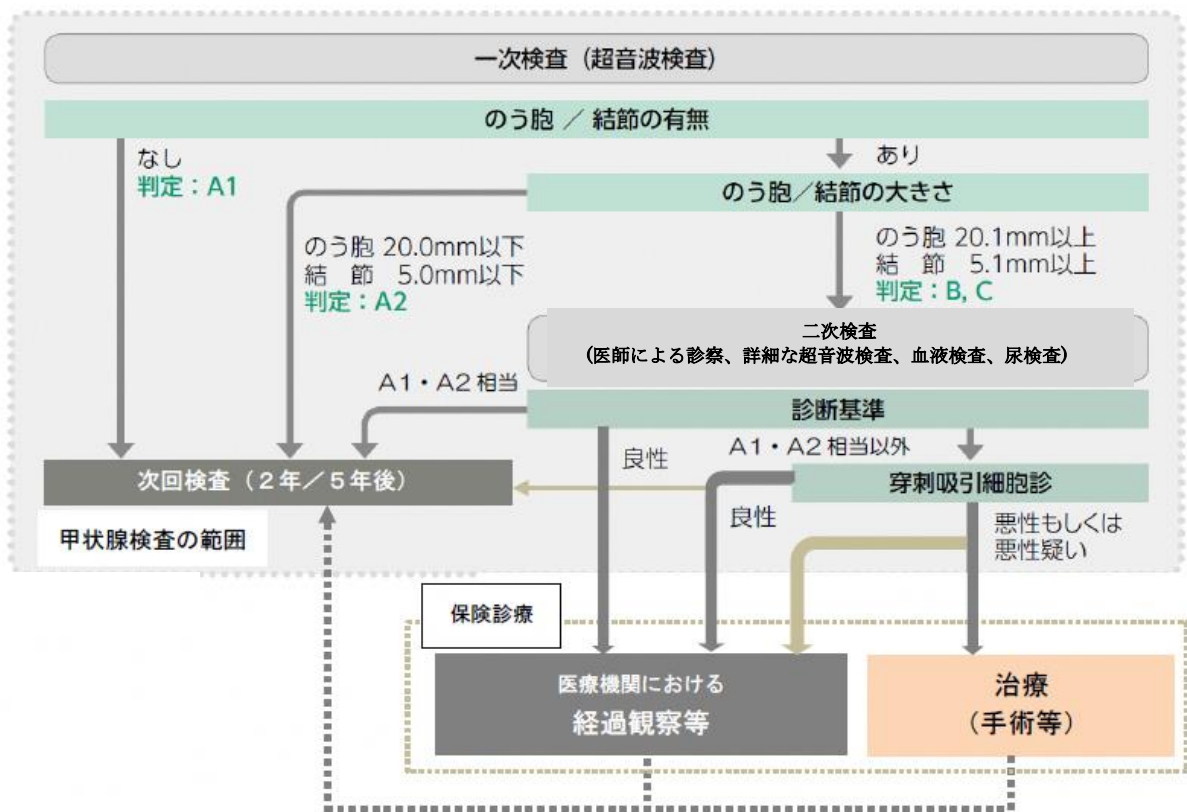 一次検査（超音波検査）
のう胞 ／ 結節の有無
なし
判定：A1
あり
のう胞／結節の大きさ
のう胞 20.0mm以下
結　節　5.0mm以下
判定：A2
のう胞 20.1mm以上
結　節　5.1mm以上
判定：B, C
二次検査
(医師による診察、詳細な超音波検査、血液検査、尿検査)
A１・A２相当
診断基準
良性
A１・A２相当以外
次回検査（２年／５年後）
穿刺吸引細胞診
良性
悪性もしくは
悪性疑い
甲状腺検査の範囲
保険診療
医療機関における
経過観察等
治療
（手術等）